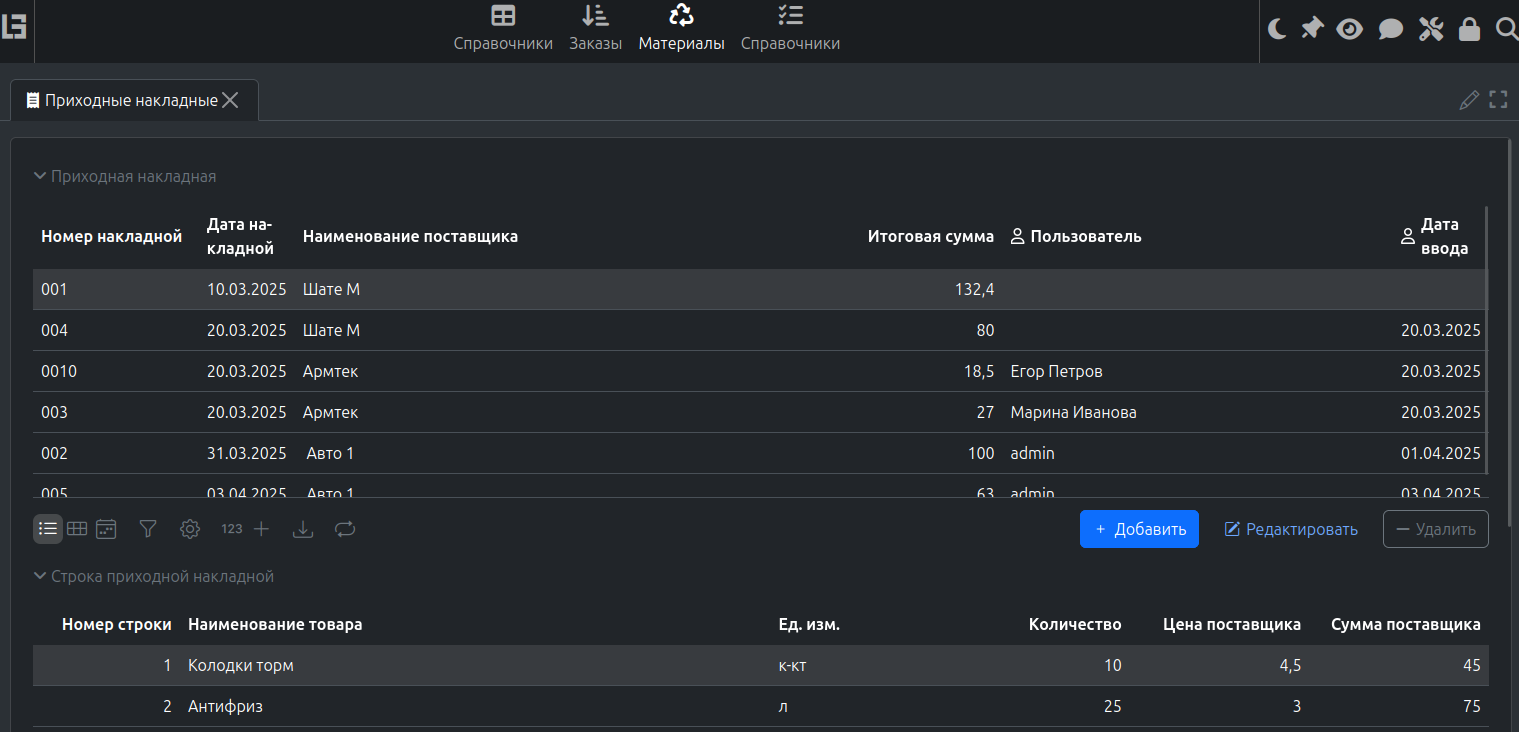 Справочники Заказы Материалы Справочники
Приходные накладные
Приходная накладная
Номер накладной Дата на-кладной Наименование поставщика Итоговая сумма Пользователь Дата ввода
001 10.03.2025 Шате М 132,4
004 20.03.2025 Шате М 80 20.03.2025
0010 20.03.2025 Армтек 18,5 Егор Петров 20.03.2025
003 20.03.2025 Армтек 27 Марина Иванова 20.03.2025
002 31.03.2025 Авто 1 100 admin 01.04.2025
005 03.04.2025 Авто 1 63 admin 03.04.2025
123 + Добавить Редактировать Удалить
Строка приходной накладной
Номер строки Наименование товара Ед. изм. Количество Цена поставщика Сумма поставщика
1 Колодки торм к-кт 10 4,5 45
2 Антифриз л 25 3 75